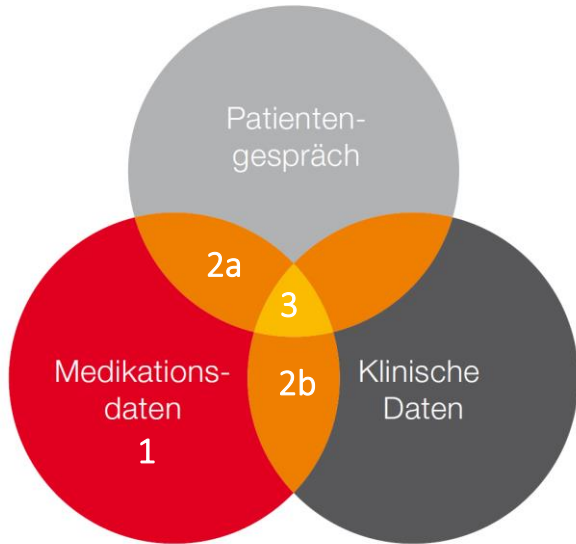 Patienten-
gespräch
2a
3
Medikations-
daten
1
2b
Klinische
Daten